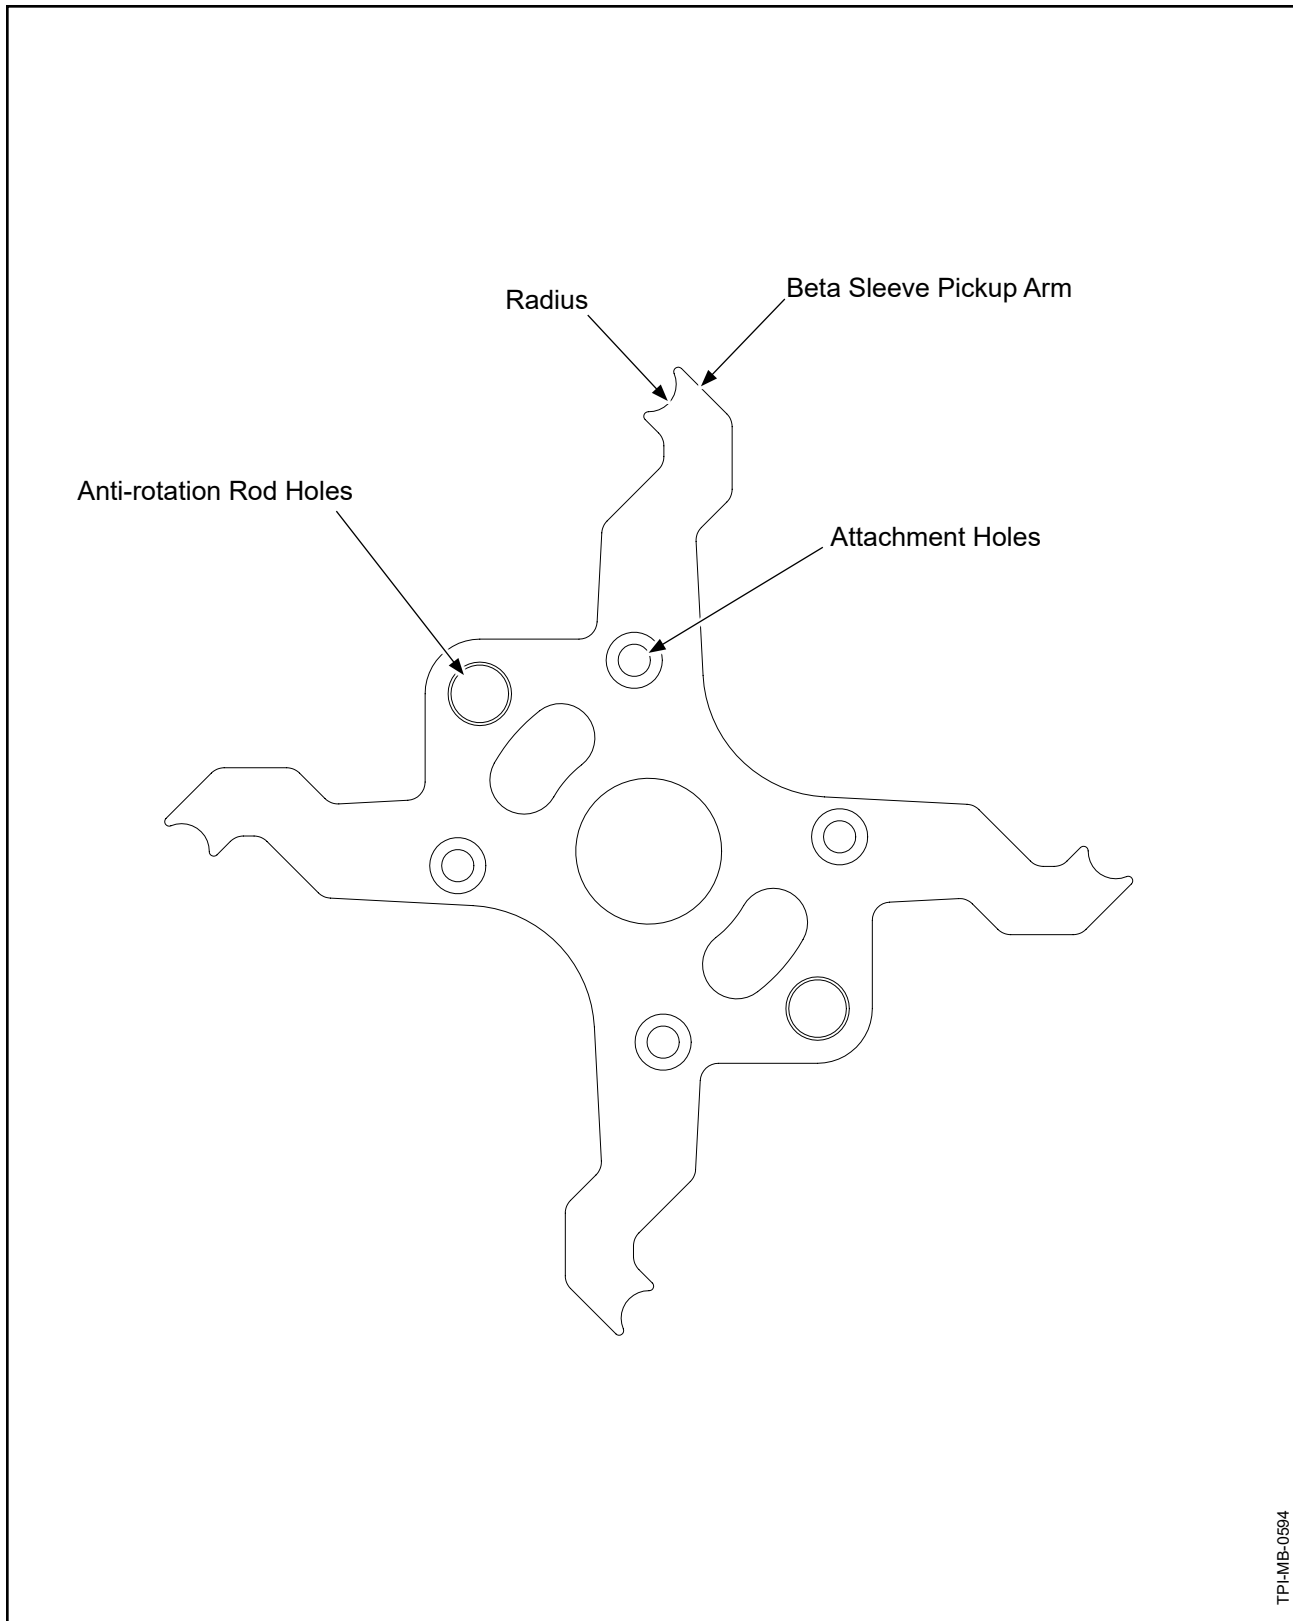 Beta Sleeve Pickup Arm
Radius
Anti-rotation Rod Holes
Attachment Holes
TPI-MB-0594